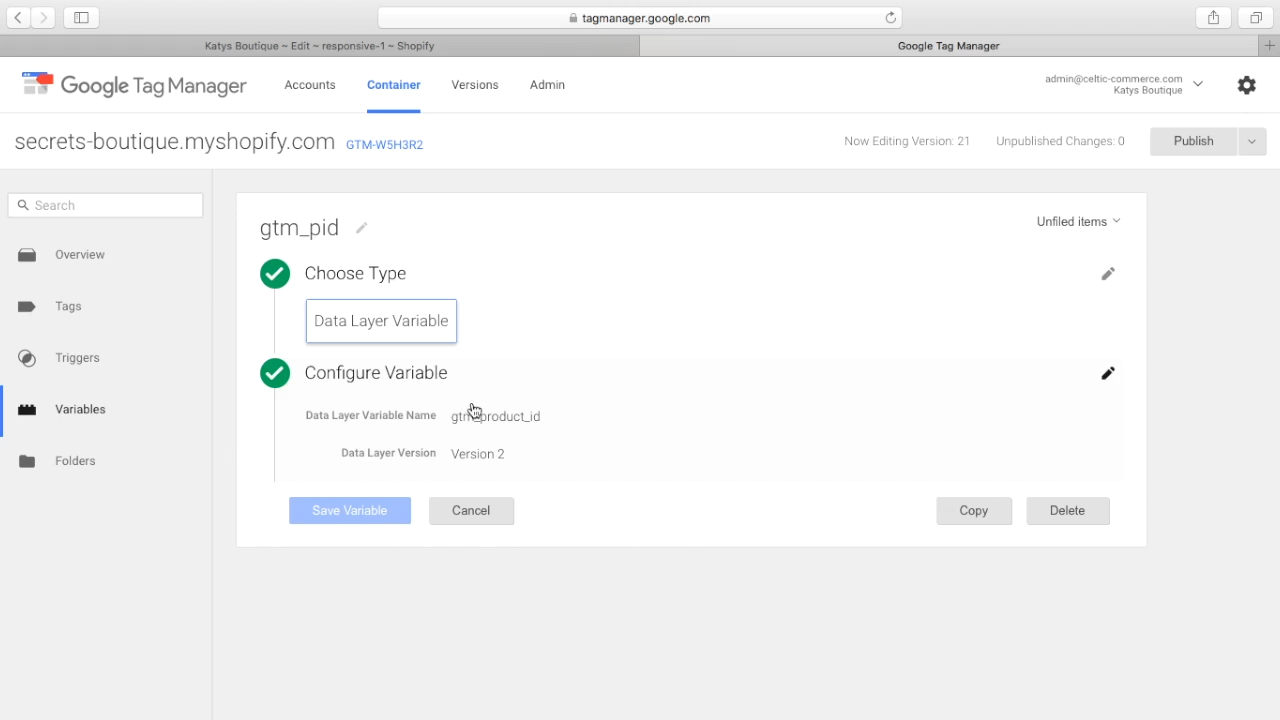 tagmanager.google.com
Katys Boutique ~ Edit ~ responsive-1 ~ Shopify
Google Tag Manager
Google Tag Manager
Accounts
Container
Versions
Admin
admin@celtic-commerce.com
Katys Boutique
secrets-boutique.myshopify.com
GTM-W5H3R2
Now Editing Version: 21
Unpublished Changes: 0
Publish
Search
Overview
Tags
Triggers
Variables
Folders
gtm_pid
Unfiled items
Choose Type
Data Layer Variable
Configure Variable
Data Layer Variable Name
gtm_product_id
Data Layer Version
Version 2
Save Variable
Cancel
Copy
Delete